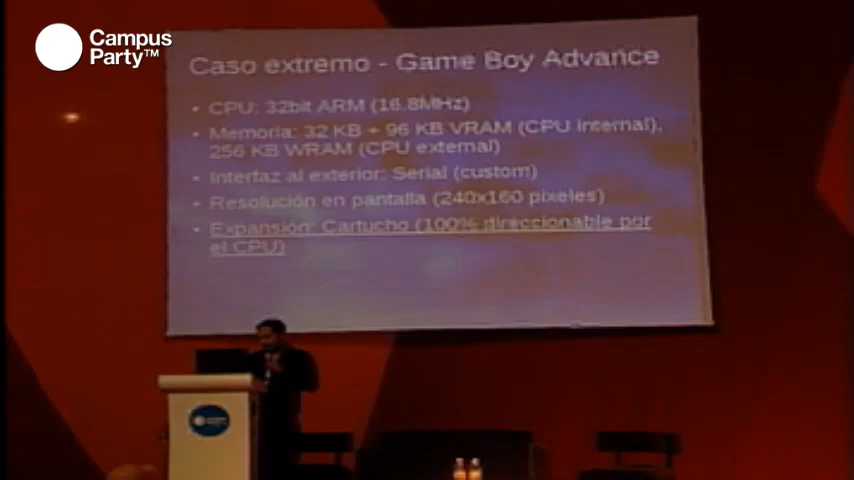 Campus
Party™
Caso extremo - Game Boy Advance
• CPU: 32bit ARM (16.8MHz)
• Memoria: 32 KB + 96 KB VRAM (CPU internal),
256 KB WRAM (CPU external)
• Interfaz al exterior: Serial (custom)
• Resolución en pantalla (240x160 pixeles)
• Expansión: Cartucho (100% direccionable por
el CPU)